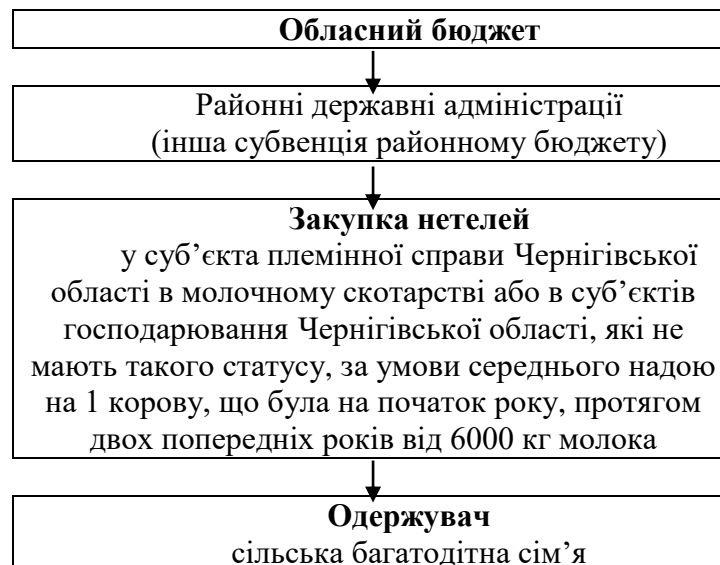 Обласний бюджет
Районні державні адміністрації
(інша субвенція районному бюджету)
Закупка нетелей
у суб’єкта племінної справи Чернігівської
області в молочному скотарстві або в суб’єктів
господарювання Чернігівської області, які не
мають такого статусу, за умови середнього надою
на 1 корову, що була на початок року, протягом
двох попередніх років від 6000 кг молока
Одержувач
сільська багатодітна сім’я